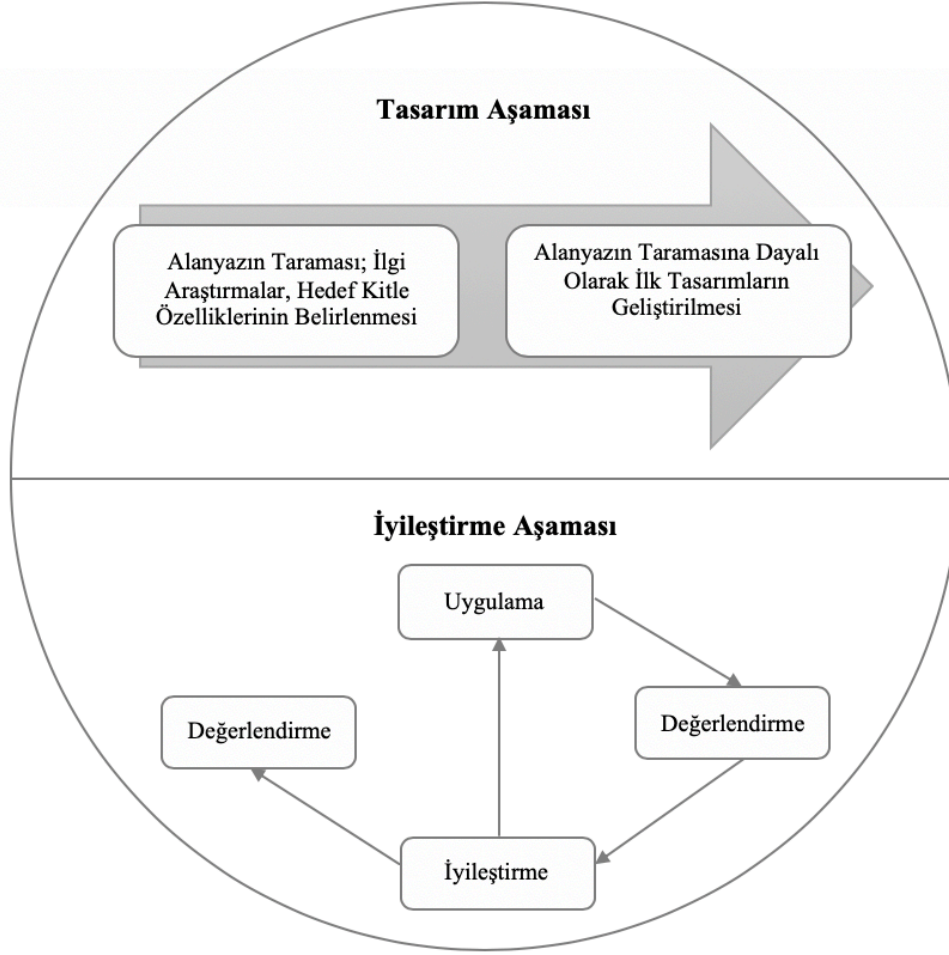 Tasarım Aşaması
Alanyazın Taraması; İlgi
Araştırmalar, Hedef Kitle
Özelliklerinin Belirlenmesi
Alanyazın Taramasına Dayalı
Olarak İlk Tasarımların
Geliştirilmesi
İyileştirme Aşaması
Uygulama
Değerlendirme
Değerlendirme
İyileştirme